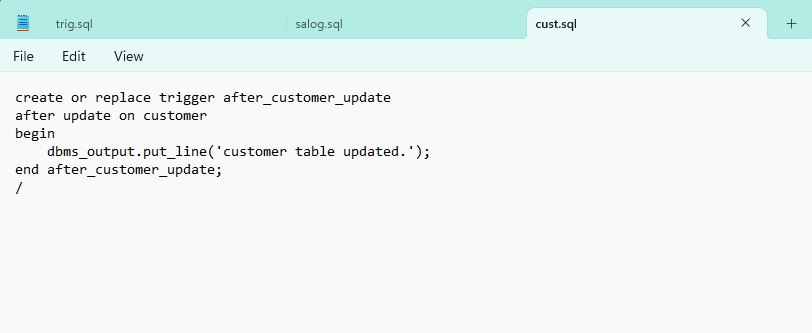 trig.sql
salog.sql
cust.sql
File
Edit
View
create or replace trigger after_customer_update
after update on customer
begin
    dbms_output.put_line('customer table updated.');
end after_customer_update;
/